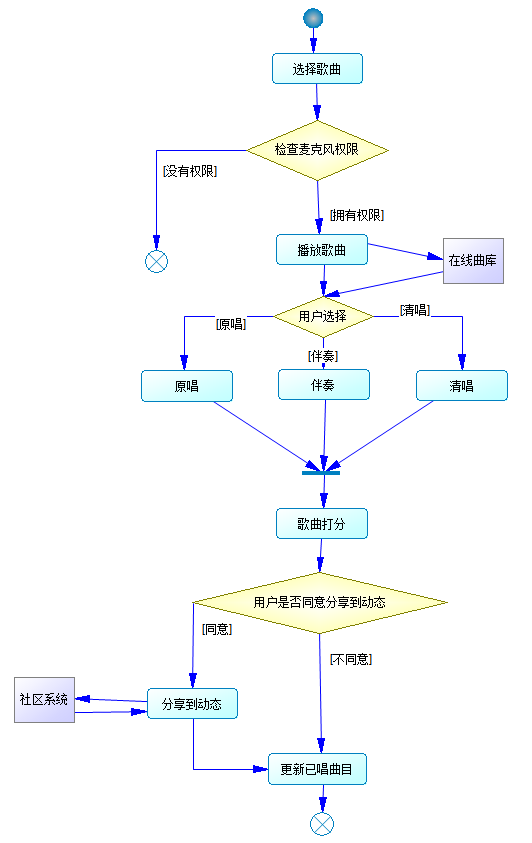 选择歌曲
检查麦克风权限
[没有权限]
[拥有权限]
播放歌曲
在线曲库
用户选择
[原唱]
[清唱]
[伴奏]
原唱
伴奏
清唱
歌曲打分
用户是否同意分享到动态
[同意]
[不同意]
社区系统
分享到动态
更新已唱曲目